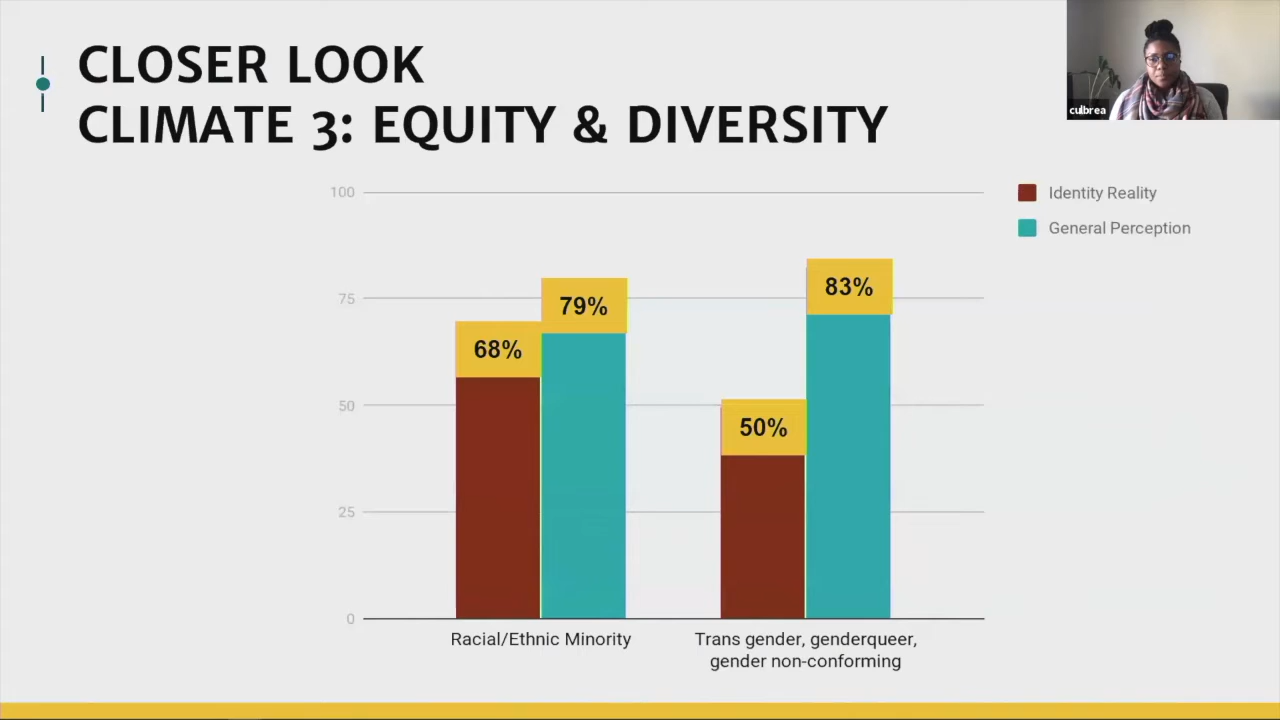 CLOSER LOOK
CLIMATE 3: EQUITY & DIVERSITY
culbrea
100
75
50
25
0
Identity Reality
General Perception
68%
79%
50%
83%
Racial/Ethnic Minority
Trans gender, genderqueer,
gender non-conforming